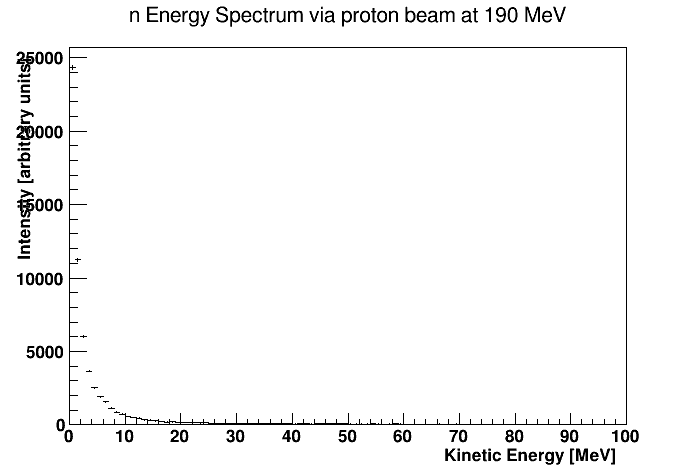 n Energy Spectrum via proton beam at 190 MeV
Intensity [arbitrary units]
25000
20000
15000
10000
5000
0
0 10 20 30 40 50 60 70 80 90 100
Kinetic Energy [MeV]